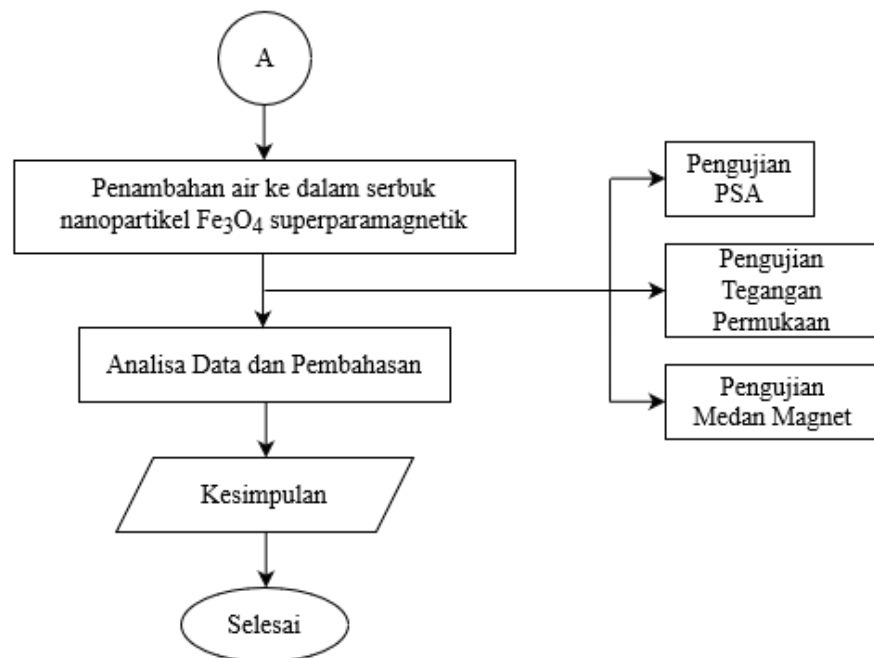 A
Penambahan air ke dalam serbuk
nanopartikel Fe₃O₄ superparamagnetik
Pengujian
PSA
Pengujian
Tegangan
Permukaan
Analisa Data dan Pembahasan
Pengujian
Medan Magnet
Kesimpulan
Selesai